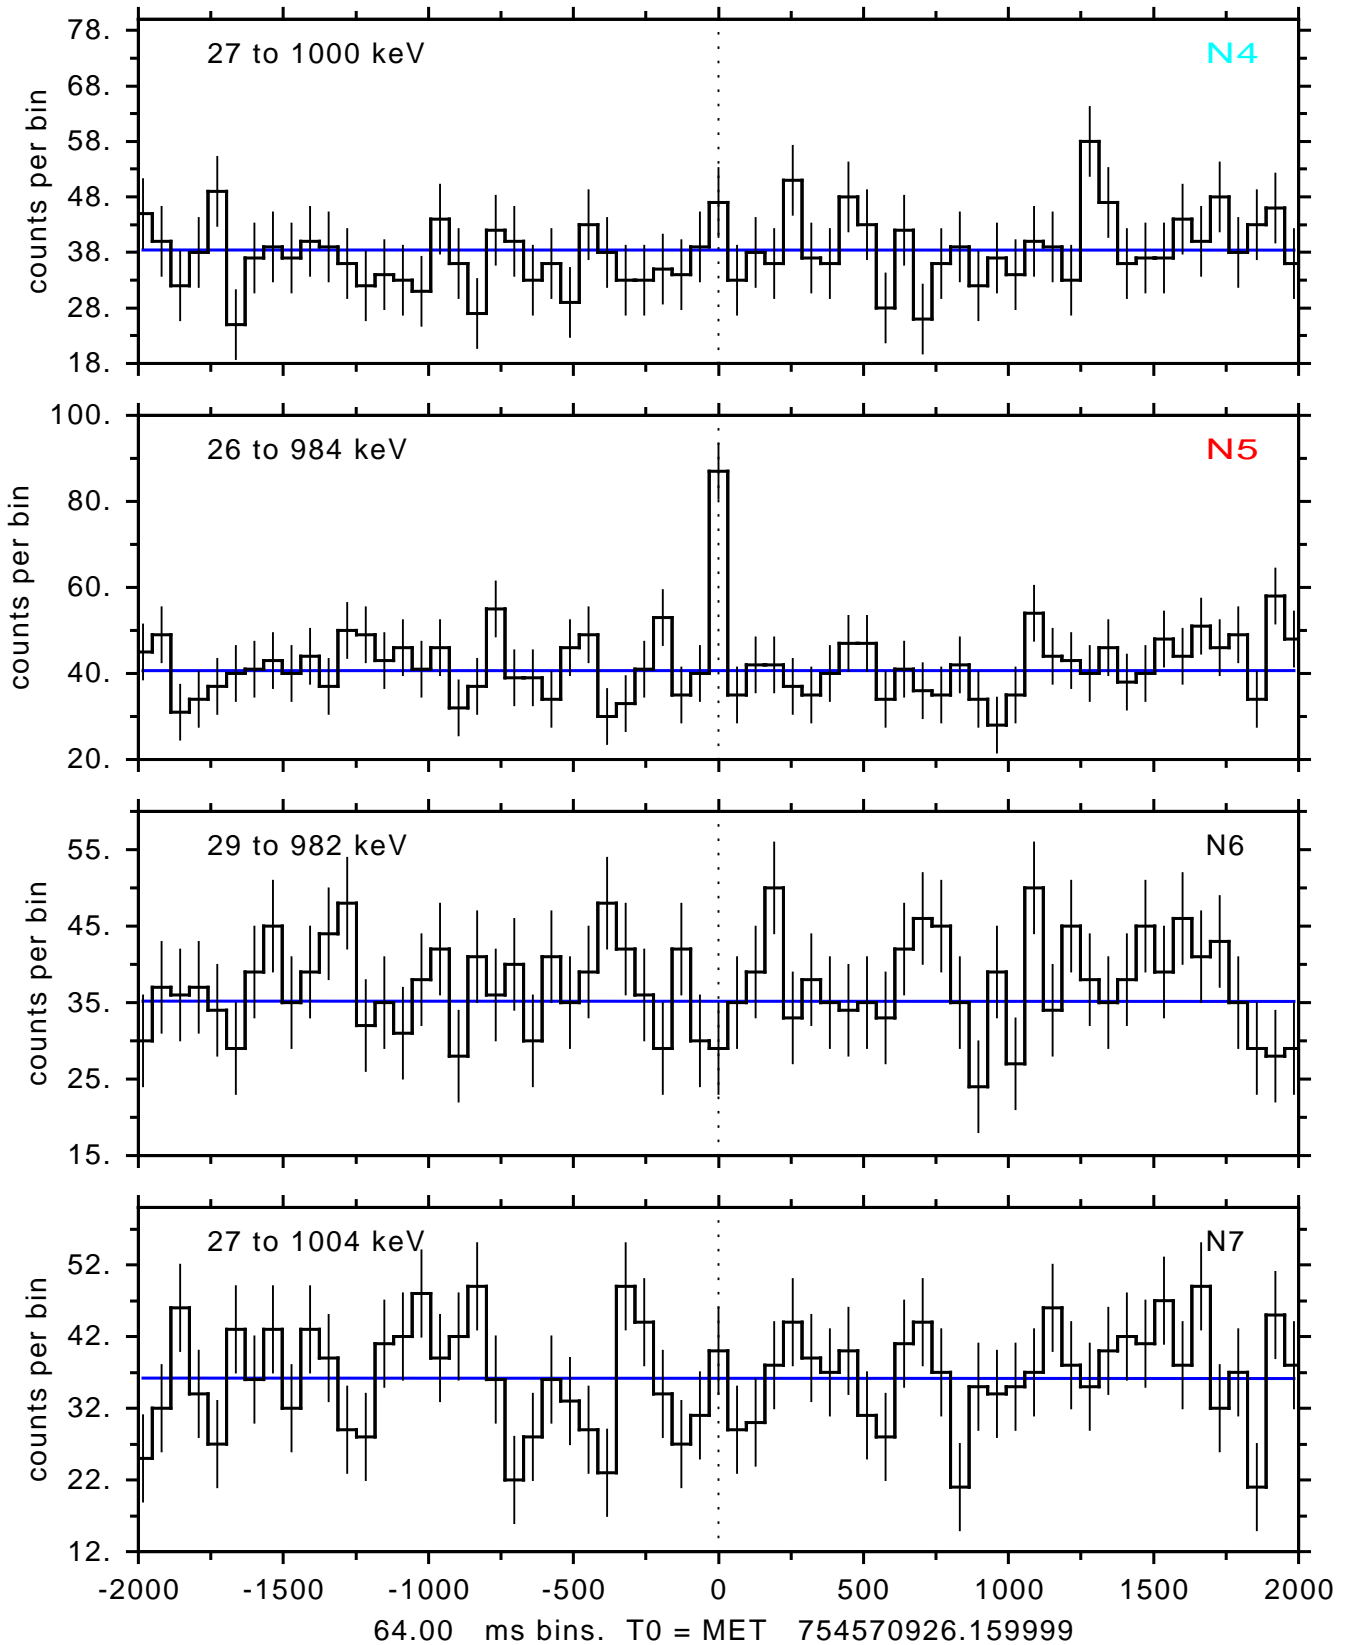 78.
27 to 1000 keV N4
68.
58.
48.
38.
28.
18.
counts per bin
100.
26 to 984 keV N5
80.
60.
40.
20.
counts per bin
29 to 982 keV N6
55.
45.
35.
25.
15.
counts per bin
27 to 1004 keV N7
52.
42.
32.
22.
12.
counts per bin
-2000 -1500 -1000 -500 0 500 1000 1500 2000
64.00 ms bins. T0 = MET 754570926.159999